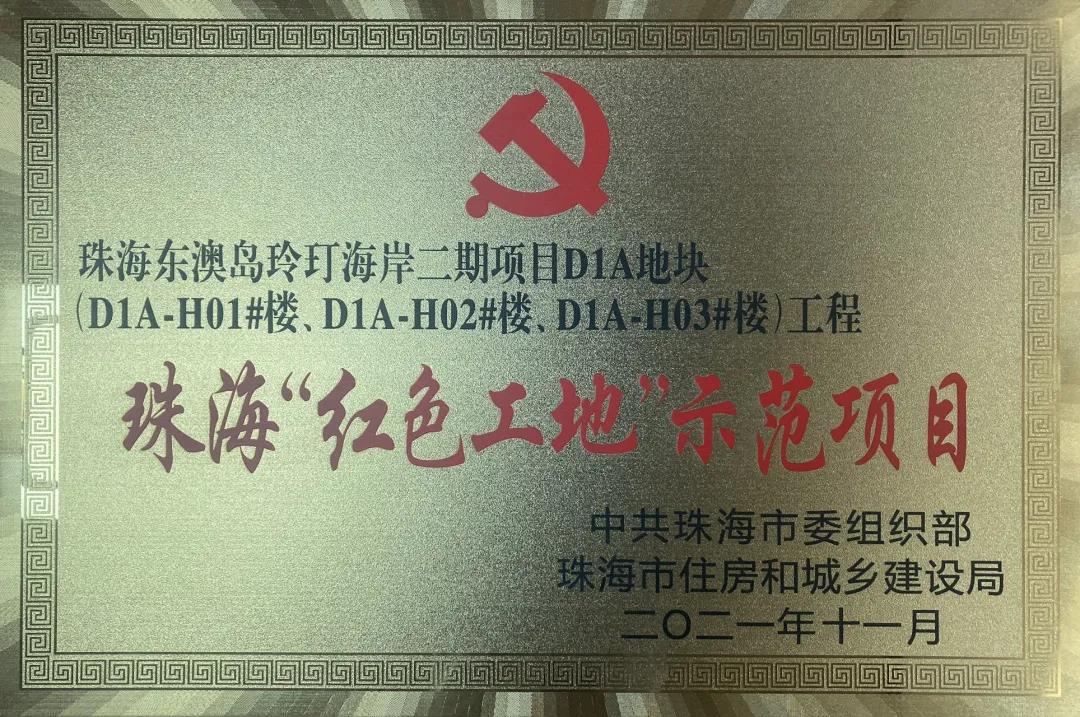 珠海东澳岛玲玎海岸二期项目D1A地块
(D1A-H01#楼、D1A-H02#楼、D1A-H03#楼)工程
珠海“红色工地”示范项目
中共珠海市委组织部
珠海市住房和城乡建设局
二〇二一年十一月